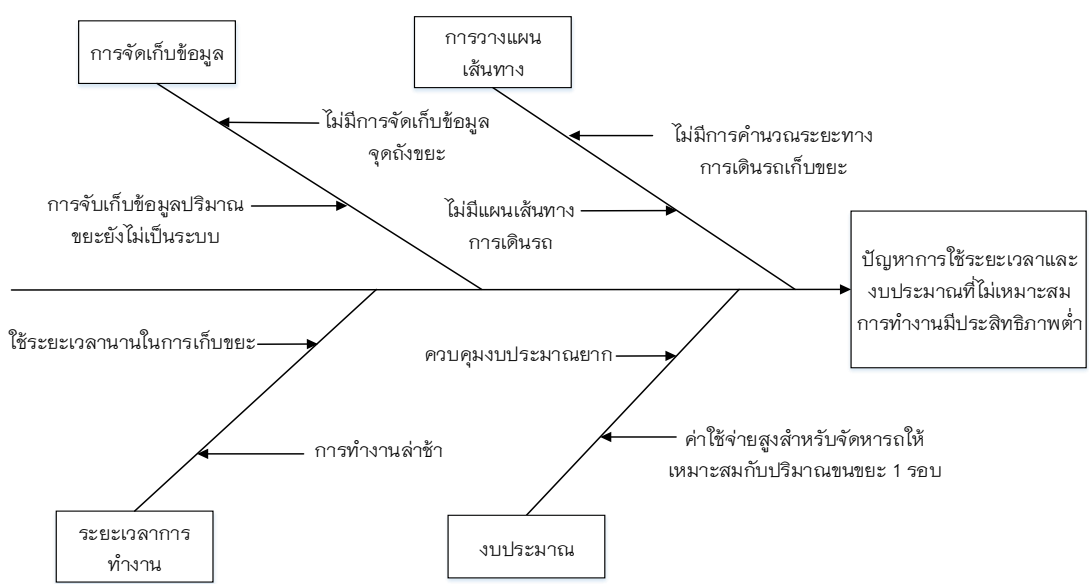 การจัดเก็บข้อมูล
การวางแผน
เส้นทาง
ไม่มีการจัดเก็บข้อมูล
จุดถังขยะ
ไม่มีการคำนวณระยะทาง
การเดินรถเก็บขยะ
การจับเก็บข้อมูลปริมาณ
ขยะยังไม่เป็นระบบ
ไม่มีแผนเส้นทาง
การเดินรถ
ปัญหาการใช้ระยะเวลาและ
งบประมาณที่ไม่เหมาะสม
การทำงานมีประสิทธิภาพต่ำ
ใช้ระยะเวลานานในการเก็บขยะ
ควบคุมงบประมาณยาก
การทำงานล่าช้า
ค่าใช้จ่ายสูงสำหรับจัดหารถให้
เหมาะสมกับปริมาณขนขยะ 1 รอบ
ระยะเวลาการ
ทำงาน
งบประมาณ